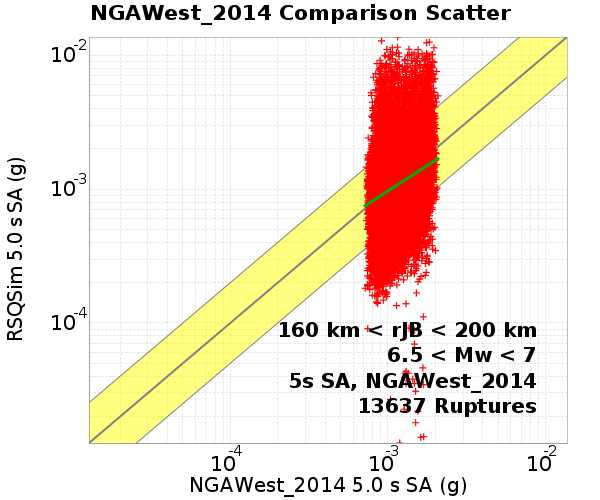 NGAWest_2014 Comparison Scatter
RSQSim 5.0 s SA (g)
10-2
10-3
10-4
160 km < rJB < 200 km
6.5 < Mw < 7
5s SA, NGAWest_2014
13637 Ruptures
10-4
10-3
10-2
NGAWest_2014 5.0 s SA (g)